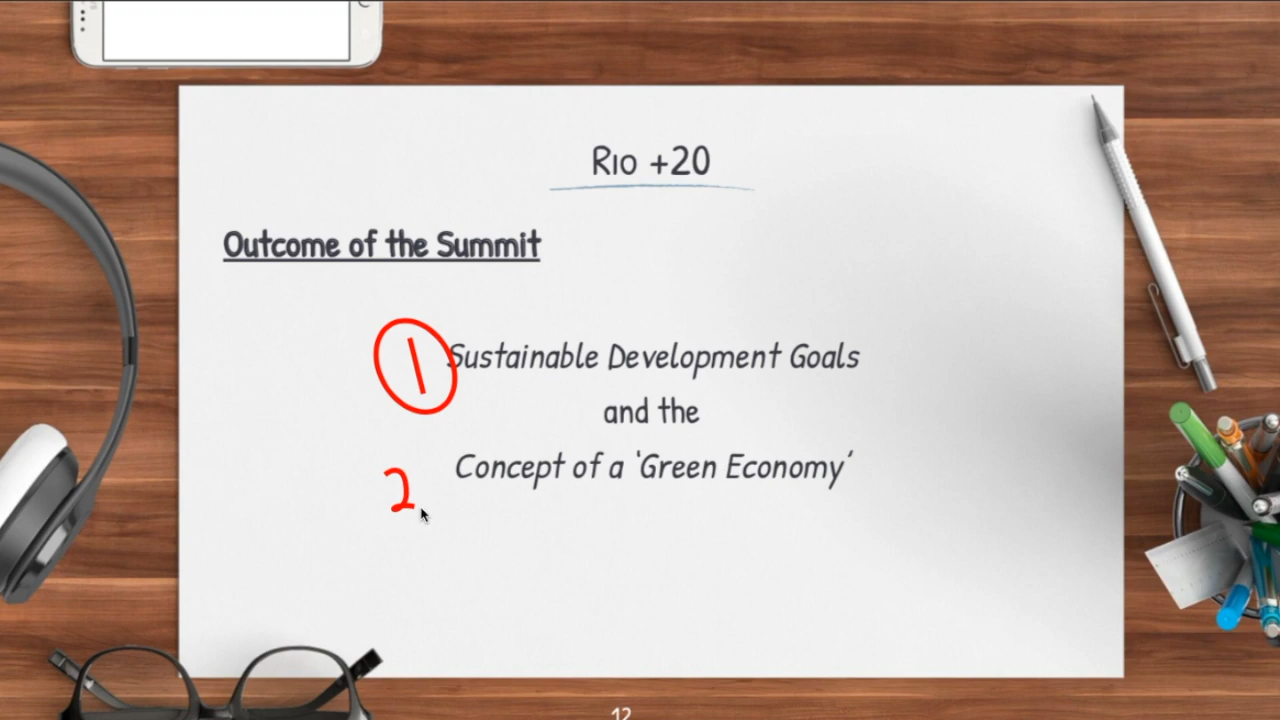 Rio +20
Outcome of the Summit
1 Sustainable Development Goals
and the
2 Concept of a 'Green Economy'
12